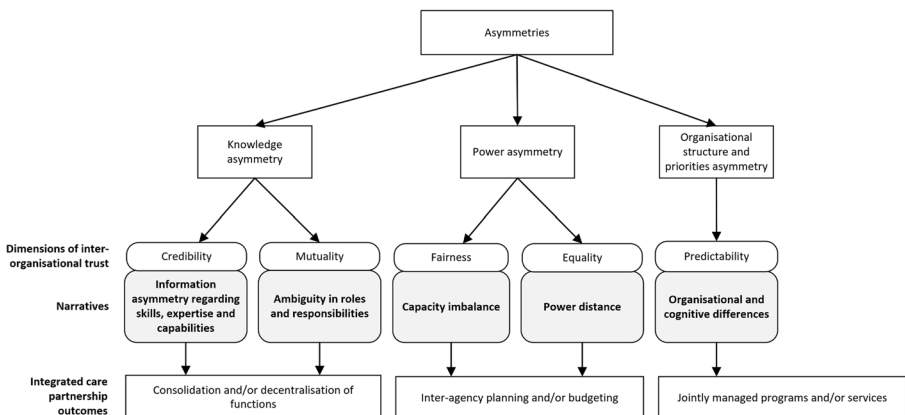 Asymmetries
Knowledge
asymmetry
Power asymmetry
Organisational
structure and
priorities asymmetry
Dimensions of inter-
organisational trust
Credibility
Mutuality
Fairness
Equality
Predictability
Narratives
Information
asymmetry regarding
skills, expertise and
capabilities
Ambiguity in roles
and responsibilities
Capacity imbalance
Power distance
Organisational and
cognitive differences
Integrated care
partnership
outcomes
Consolidation and/or decentralisation of
functions
Inter-agency planning and/or budgeting
Jointly managed programs and/or services